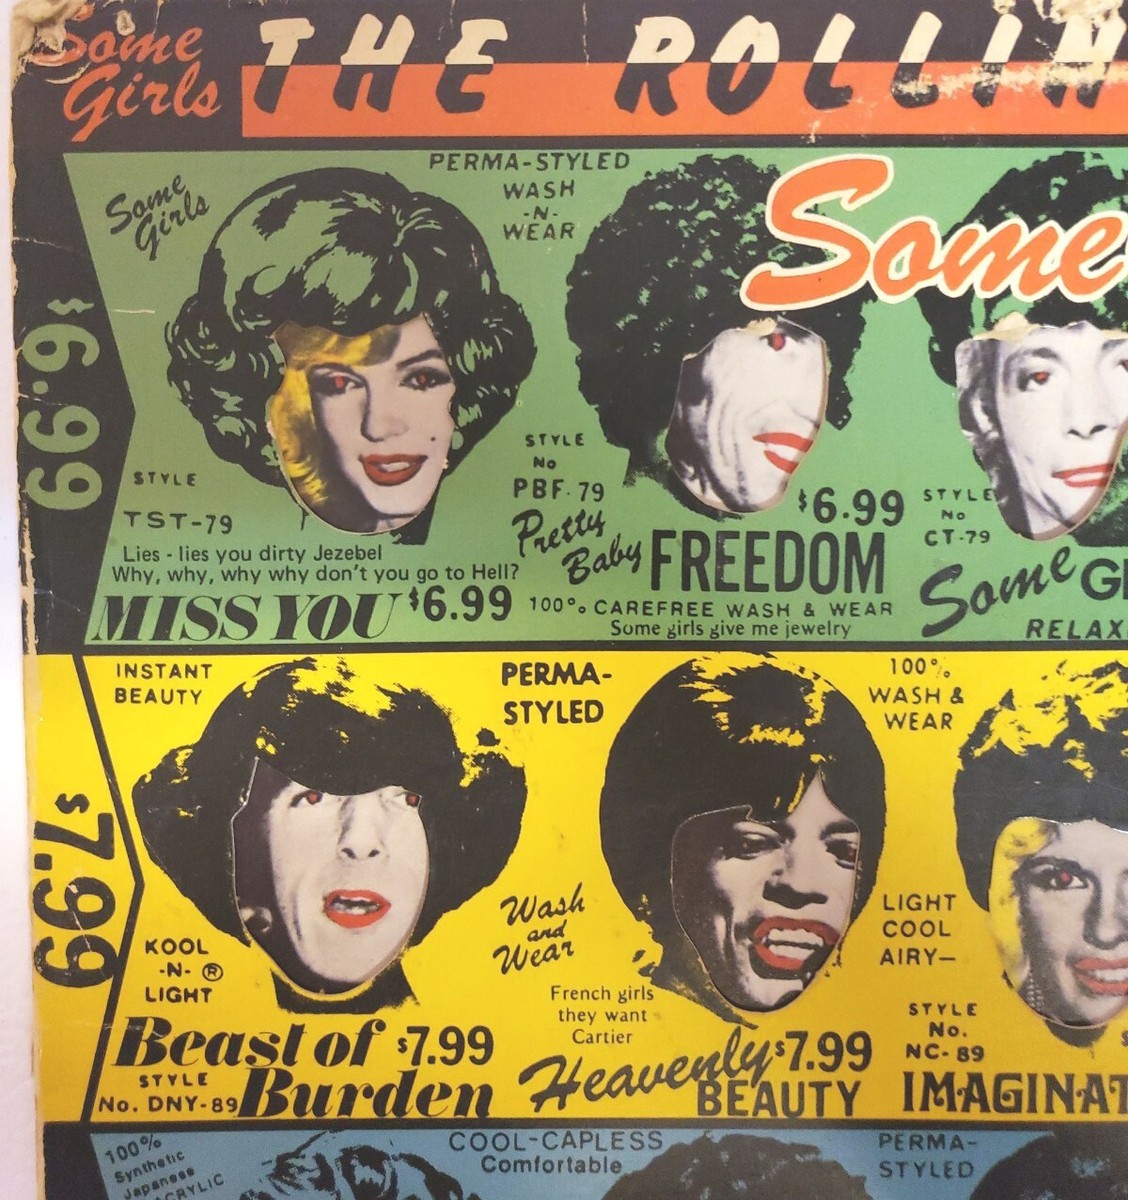 Some
Girls
THE ROLLIN
Some
Girls
PERMA-STYLED
WASH
-N-
WEAR
Some
$6.99
STYLE
TST-79
STYLE
No
PBF-79
Pretty
Baby
$6.99
FREEDOM
STYLE
No
CT-79
Some
Lies - lies you dirty Jezebel
Why, why, why why don't you go to Hell?
MISS YOU $6.99
100% CAREFREE WASH & WEAR
Some girls give me jewelry
RELAX
INSTANT
BEAUTY
PERMA-
STYLED
100%
WASH &
WEAR
$7.99
KOOL
-N- ®
LIGHT
Wash
and
Wear
French girls
they want
Cartier
LIGHT
COOL
AIRY—
STYLE
No.
NC-89
Beast of $7.99
STYLE
No. DNY-89
Burden
Heavenly $7.99
BEAUTY
IMAGINAT
100%
Synthetic
Japanese
ACRYLIC
COOL-CAPLESS
Comfortable
PERMA-
STYLED